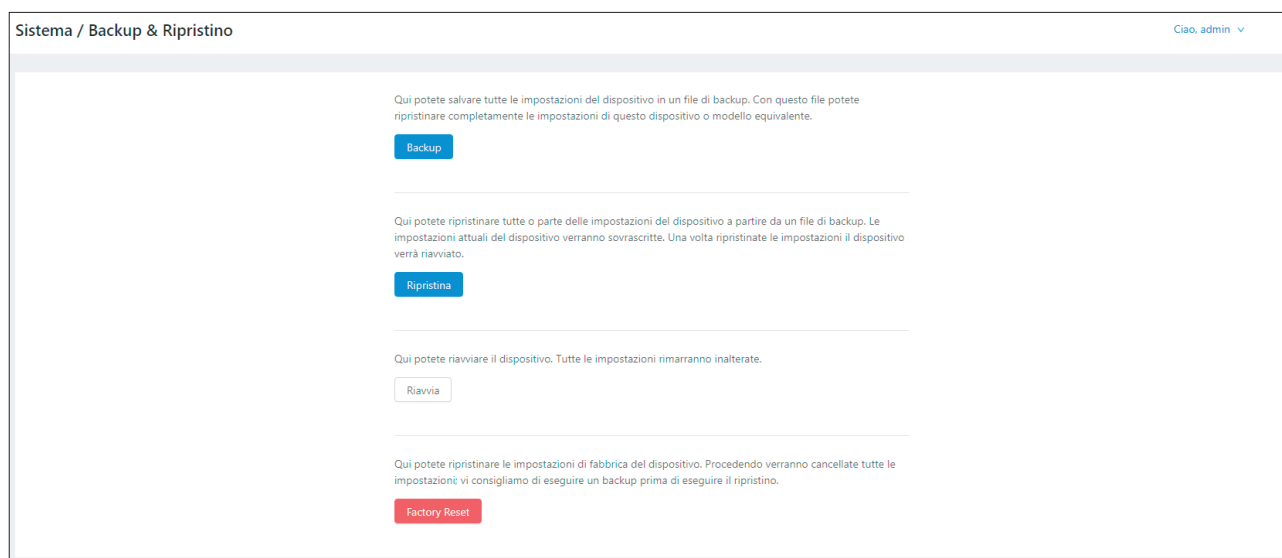 Sistema / Backup & Ripristino
Ciao, admin
Qui potete salvare tutte le impostazioni del dispositivo in un file di backup. Con questo file potete
ripristinare completamente le impostazioni di questo dispositivo o modello equivalente.
Backup
Qui potete ripristinare tutte o parte delle impostazioni del dispositivo a partire da un file di backup. Le
impostazioni attuali del dispositivo verranno sovrascritte. Una volta ripristinate le impostazioni il dispositivo
verrà riavviato.
Ripristina
Qui potete riavviare il dispositivo. Tutte le impostazioni rimarranno inalterate.
Riavvia
Qui potete ripristinare le impostazioni di fabbrica del dispositivo. Procedendo verranno cancellate tutte le
impostazioni: vi consigliamo di eseguire un backup prima di eseguire il ripristino.
Factory Reset